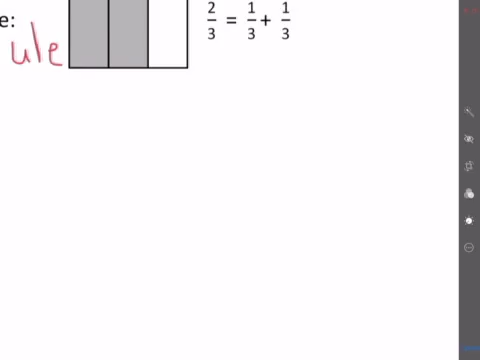 e:
ule
2/3 = 1/3 + 1/3